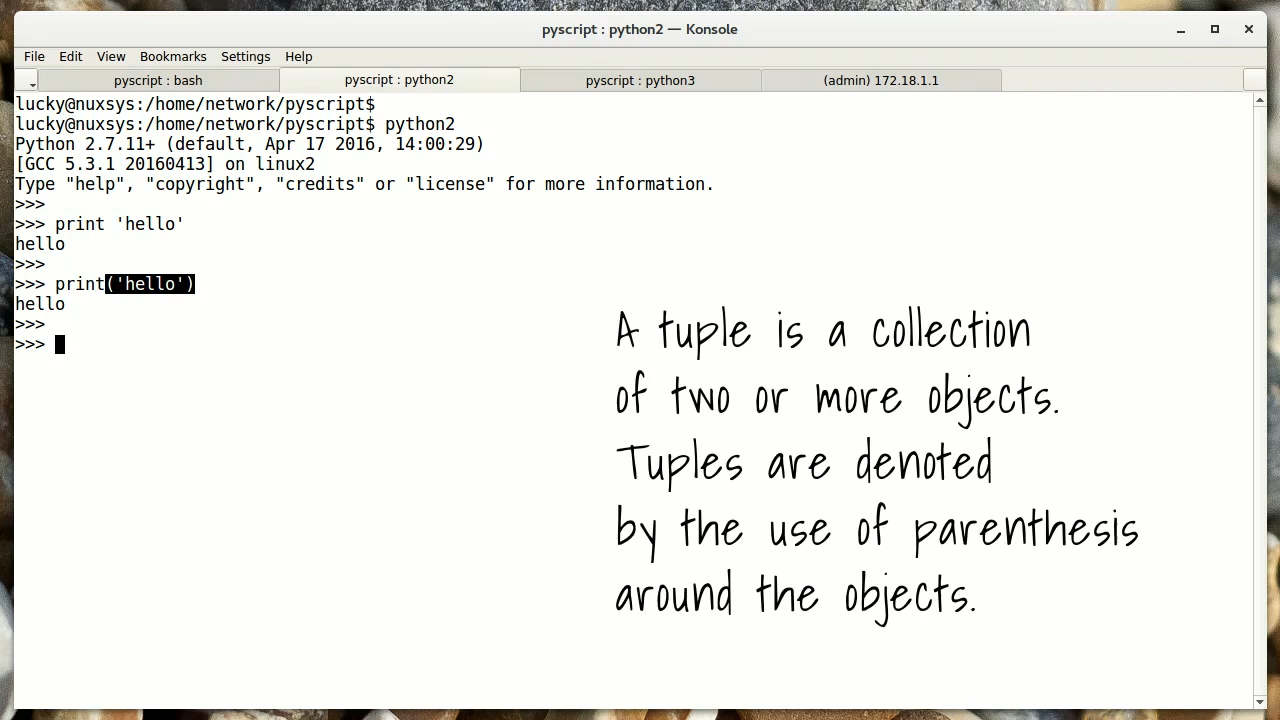 pyscript : python2 — Konsole
File Edit View Bookmarks Settings Help
pyscript : bash pyscript : python2 pyscript : python3 (admin) 172.18.1.1
lucky@nuxsys:/home/network/pyscript$
lucky@nuxsys:/home/network/pyscript$ python2
Python 2.7.11+ (default, Apr 17 2016, 14:00:29)
[GCC 5.3.1 20160413] on linux2
Type "help", "copyright", "credits" or "license" for more information.
>>>
>>> print 'hello'
hello
>>>
>>> print('hello')
hello
>>>
>>>
A tuple is a collection
of two or more objects.
Tuples are denoted
by the use of parenthesis
around the objects.